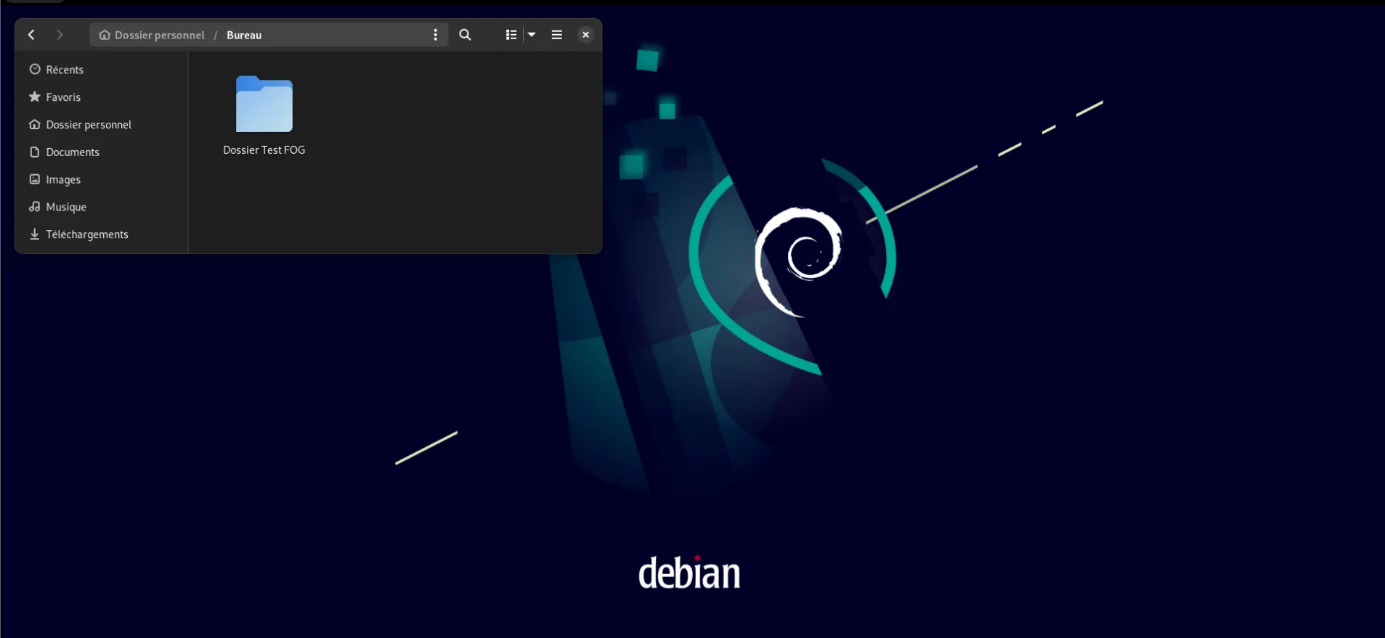 Dossier personnel / Bureau
Récents
Favoris
Dossier personnel
Documents
Images
Musique
Téléchargements
Dossier Test FOG
debian